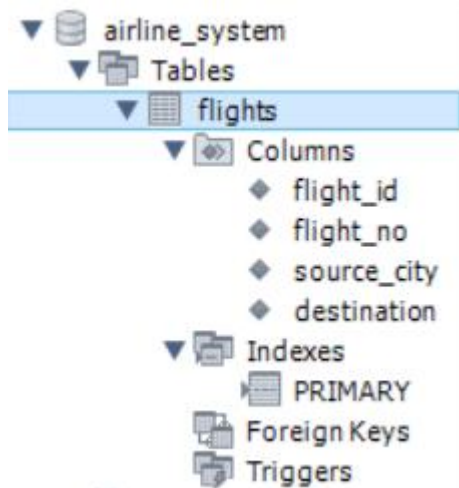 airline_system
Tables
flights
Columns
flight_id
flight_no
source_city
destination
Indexes
PRIMARY
Foreign Keys
Triggers